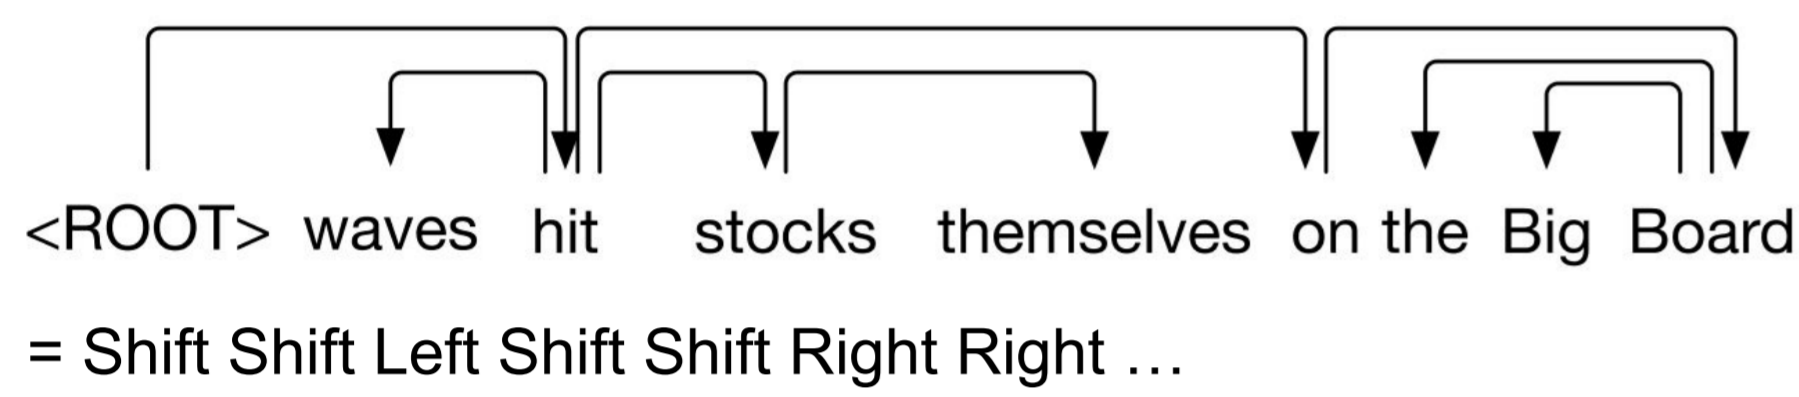 <ROOT> waves hit stocks themselves on the Big Board
= Shift Shift Left Shift Shift Right Right …